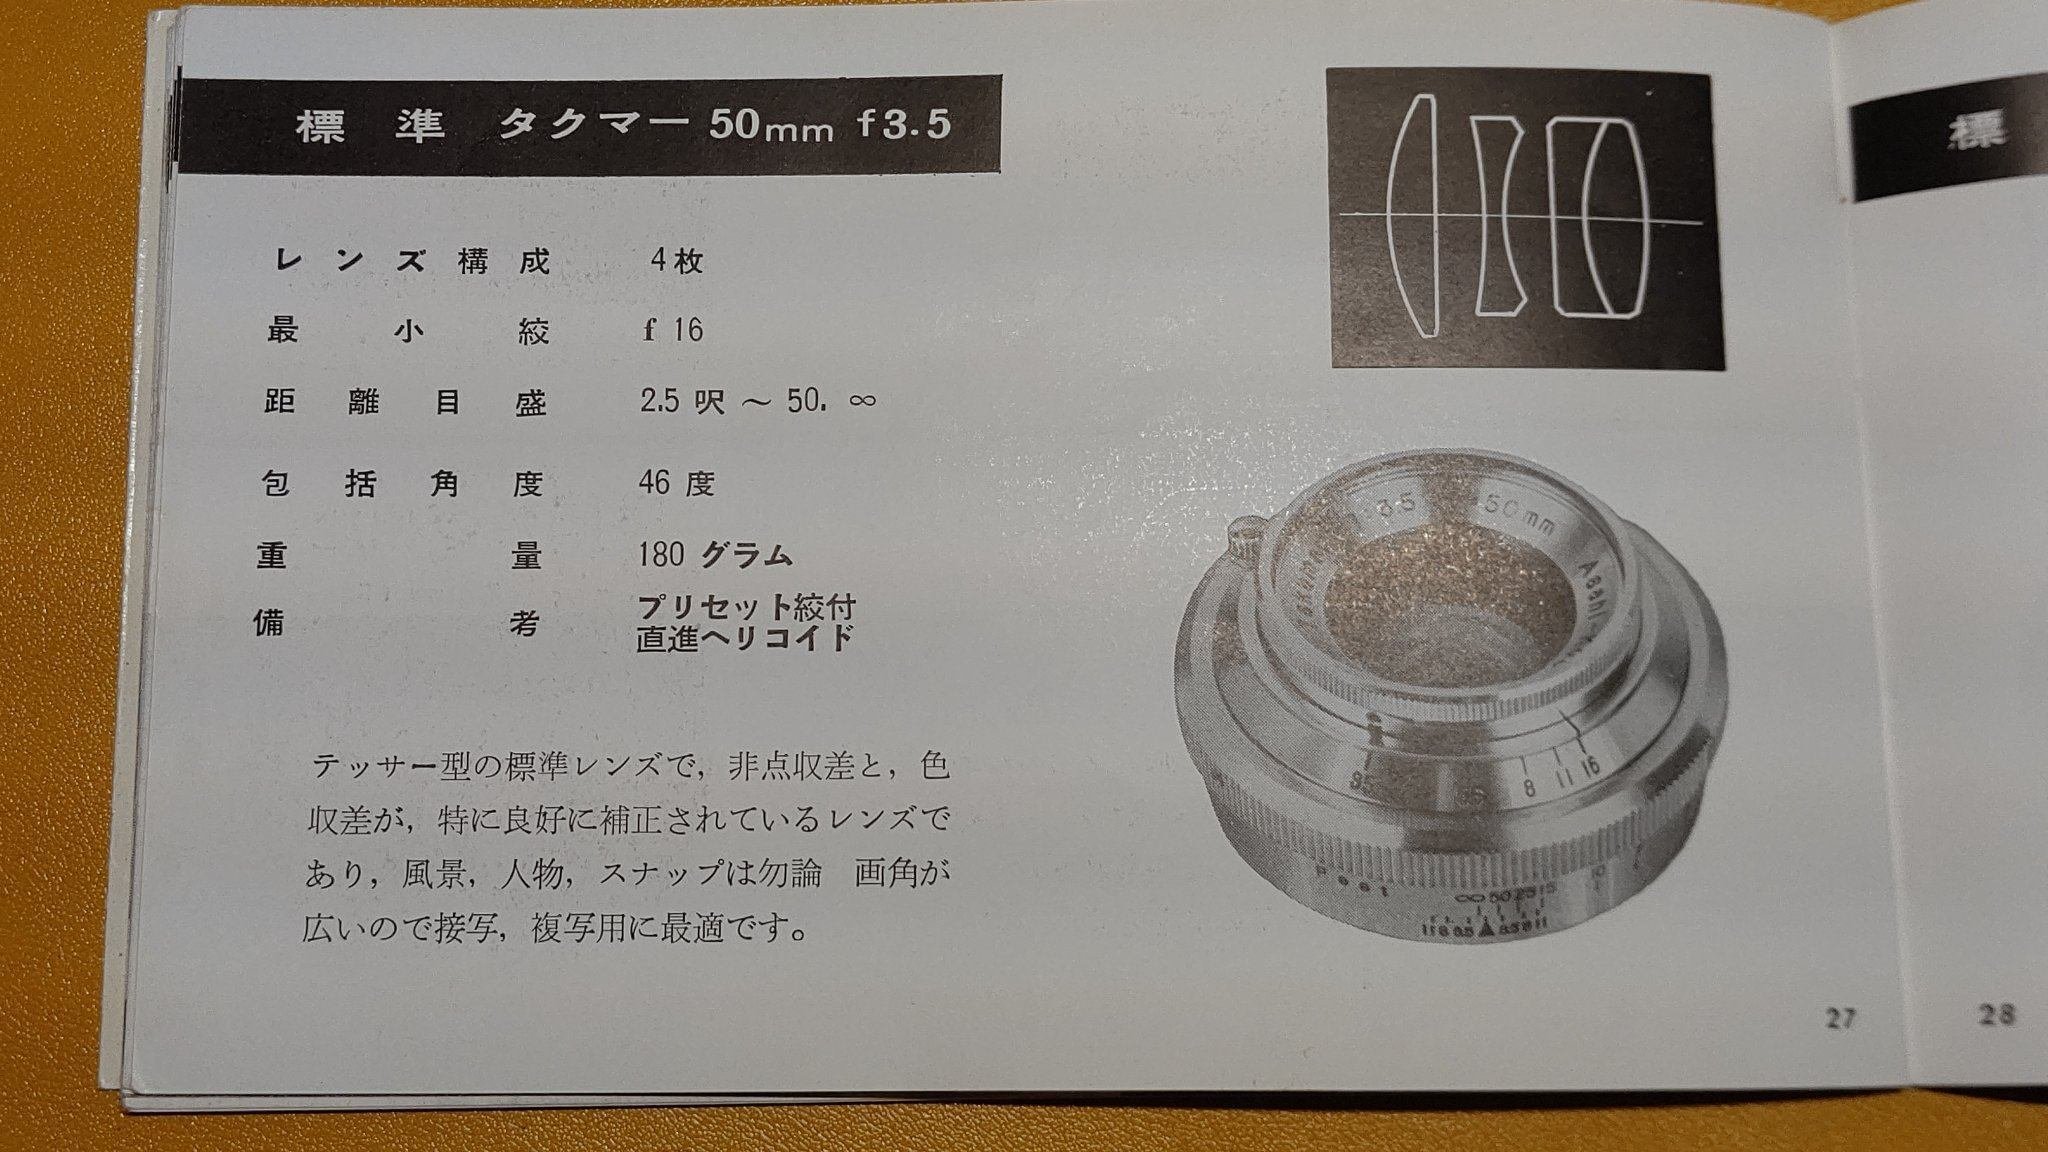 標準 タクマー 50mm f3.5
レンズ構成 4枚
最小絞 f 16
距離目盛 2.5 呎 ～ 50. ∞
包括角度 46 度
重量 180 グラム
備考 プリセット絞付
直進ヘリコイド
テッサー型の標準レンズで，非点収差と，色
収差が，特に良好に補正されているレンズで
あり，風景，人物，スナップは勿論 画角が
広いので接写，複写用に最適です。
3.5 50mm
Asahi
8 11 16
27
標
28